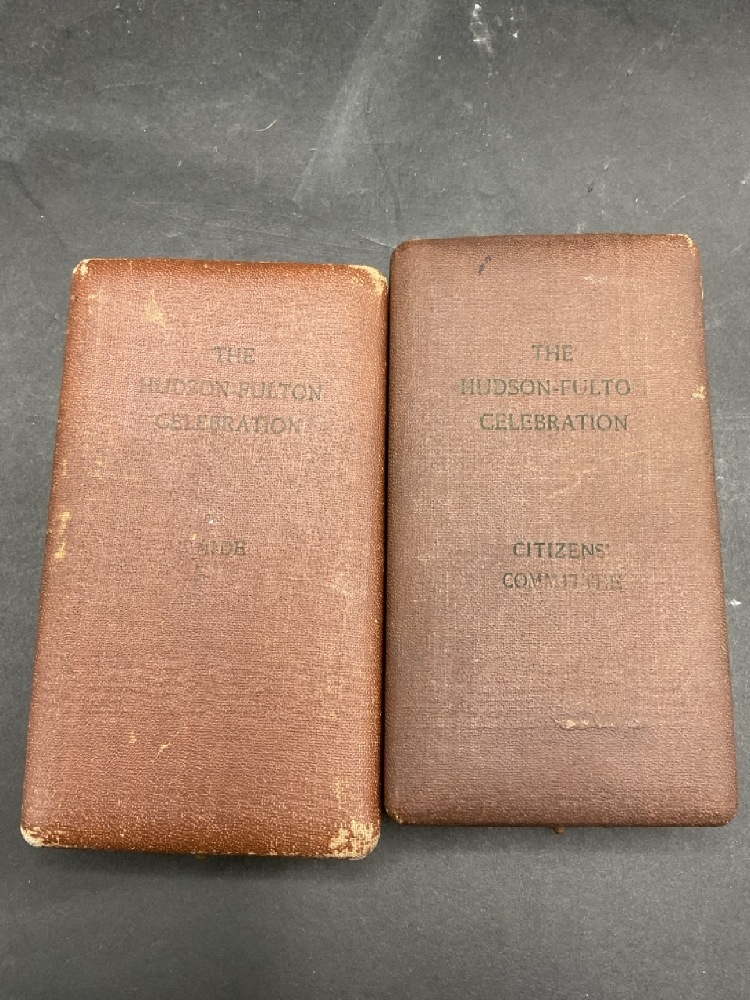 THE
HUDSON-FULTON
CELEBRATION
AIDE
THE
HUDSON-FULTO
CELEBRATION
CITIZENS'
COMMITTEE